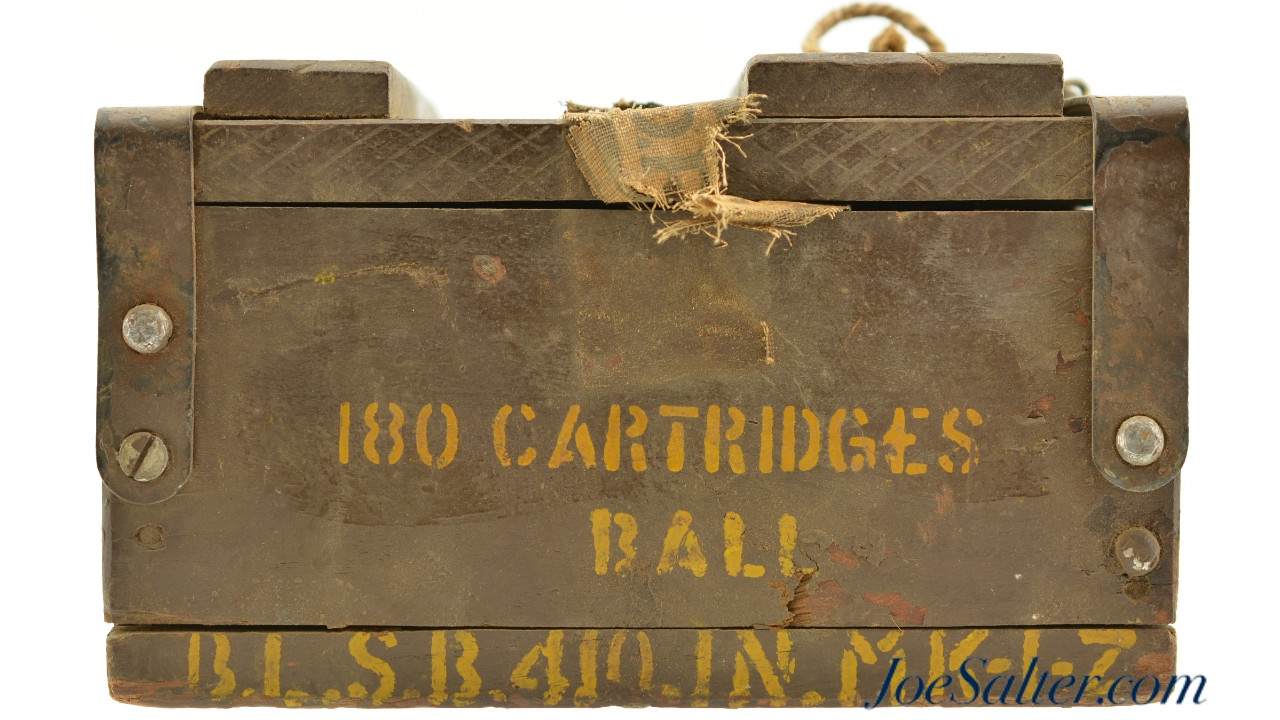 180 CARTRIDGES
BALL
B.L.S.B.410.IN.MK-I-Z
JoeSalter.com